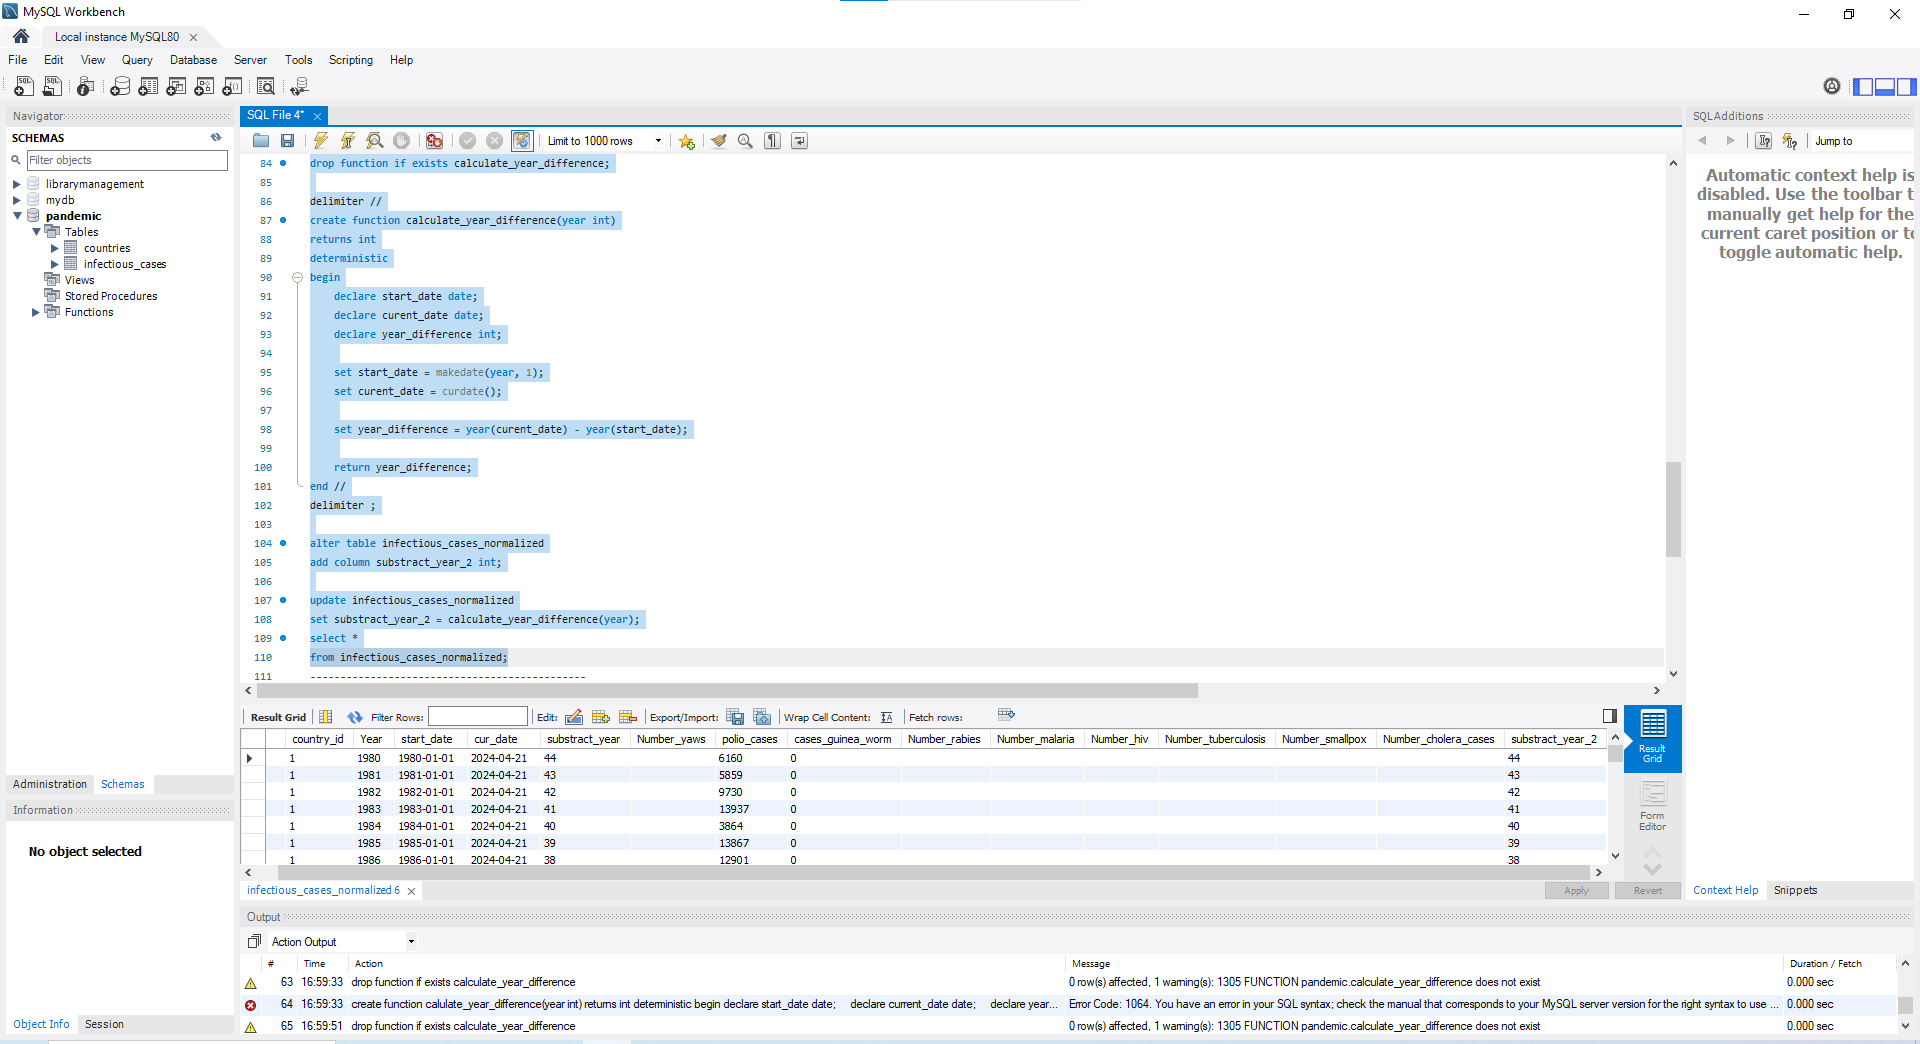 MySQL Workbench
Local instance MySQL80
File Edit View Query Database Server Tools Scripting Help
Navigator
SCHEMAS
Filter objects
librarymanagement
mydb
pandemic
Tables
countries
infectious_cases
Views
Stored Procedures
Functions
Administration Schemas
Information
No object selected
Object Info Session
SQL File 4*
Limit to 1000 rows
84 drop function if exists calculate_year_difference;
85
86 delimiter //
87 create function calculate_year_difference(year int)
88 returns int
89 deterministic
90 begin
91 declare start_date date;
92 declare curent_date date;
93 declare year_difference int;
94
95 set start_date = makedate(year, 1);
96 set curent_date = curdate();
97
98 set year_difference = year(curent_date) - year(start_date);
99
100 return year_difference;
101 end //
102 delimiter ;
103
104 alter table infectious_cases_normalized
105 add column substract_year_2 int;
106
107 update infectious_cases_normalized
108 set substract_year_2 = calculate_year_difference(year);
109 select *
110 from infectious_cases_normalized;
111 ----------------------------------------------
Result Grid Filter Rows: Edit: Export/Import: Wrap Cell Content: Fetch rows:
country_id Year start_date cur_date substract_year Number_yaws polio_cases cases_guinea_worm Number_rabies Number_malaria Number_hiv Number_tuberculosis Number_smallpox Number_cholera_cases substract_year_2
1 1980 1980-01-01 2024-04-21 44 6160 0 44
1 1981 1981-01-01 2024-04-21 43 5859 0 43
1 1982 1982-01-01 2024-04-21 42 9730 0 42
1 1983 1983-01-01 2024-04-21 41 13937 0 41
1 1984 1984-01-01 2024-04-21 40 3864 0 40
1 1985 1985-01-01 2024-04-21 39 13867 0 39
1 1986 1986-01-01 2024-04-21 38 12901 0 38
Result
Grid
Form
Editor
infectious_cases_normalized 6
Apply Revert
Output
Action Output
# Time Action Message Duration / Fetch
63 16:59:33 drop function if exists calculate_year_difference 0 row(s) affected, 1 warning(s): 1305 FUNCTION pandemic.calculate_year_difference does not exist 0.000 sec
64 16:59:33 create function calulate_year_difference(year int) returns int deterministic begin declare start_date date; declare current_date date; declare year... Error Code: 1064. You have an error in your SQL syntax; check the manual that corresponds to your MySQL server version for the right syntax to use ... 0.000 sec
65 16:59:51 drop function if exists calculate_year_difference 0 row(s) affected, 1 warning(s): 1305 FUNCTION pandemic.calculate_year_difference does not exist 0.000 sec
SQLAdditions
Jump to
Automatic context help is
disabled. Use the toolbar t
manually get help for the
current caret position or to
toggle automatic help.
Context Help Snippets